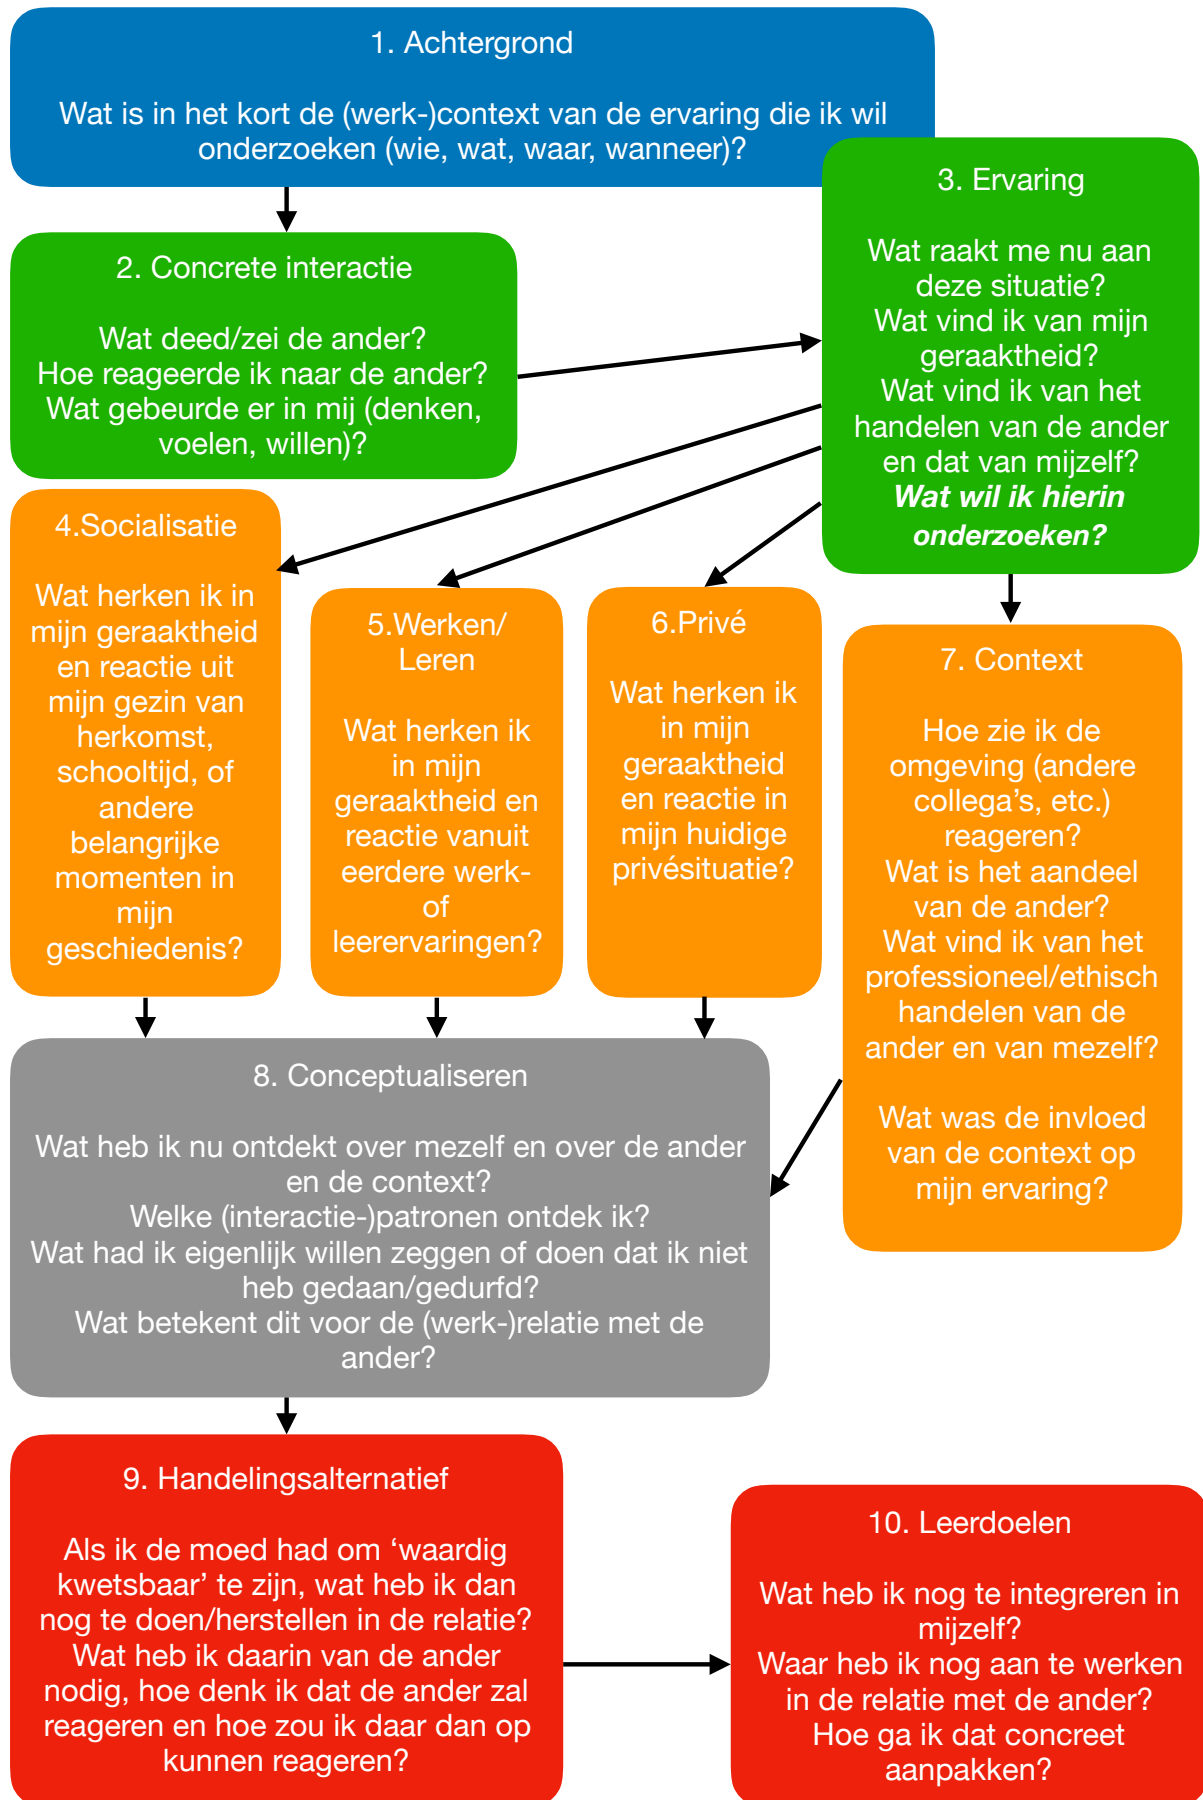 1. Achtergrond
Wat is in het kort de (werk-)context van de ervaring die ik wil
onderzoeken (wie, wat, waar, wanneer)?
2. Concrete interactie
Wat deed/zei de ander?
Hoe reageerde ik naar de ander?
Wat gebeurde er in mij (denken,
voelen, willen)?
3. Ervaring
Wat raakt me nu aan
deze situatie?
Wat vind ik van mijn
geraaktheid?
Wat vind ik van het
handelen van de ander
en dat van mijzelf?
Wat wil ik hierin
onderzoeken?
4.Socialisatie
Wat herken ik in
mijn geraaktheid
en reactie uit
mijn gezin van
herkomst,
schooltijd, of
andere
belangrijke
momenten in
mijn
geschiedenis?
5.Werken/
Leren
Wat herken ik
in mijn
geraaktheid en
reactie vanuit
eerdere werk-
of
leerervaringen?
6.Privé
Wat herken ik
in mijn
geraaktheid
en reactie in
mijn huidige
privésituatie?
7. Context
Hoe zie ik de
omgeving (andere
collega’s, etc.)
reageren?
Wat is het aandeel
van de ander?
Wat vind ik van het
professioneel/ethisch
handelen van de
ander en van mezelf?
Wat was de invloed
van de context op
mijn ervaring?
8. Conceptualiseren
Wat heb ik nu ontdekt over mezelf en over de ander
en de context?
Welke (interactie-)patronen ontdek ik?
Wat had ik eigenlijk willen zeggen of doen dat ik niet
heb gedaan/gedurfd?
Wat betekent dit voor de (werk-)relatie met de
ander?
9. Handelingsalternatief
Als ik de moed had om ‘waardig
kwetsbaar’ te zijn, wat heb ik dan
nog te doen/herstellen in de relatie?
Wat heb ik daarin van de ander
nodig, hoe denk ik dat de ander zal
reageren en hoe zou ik daar dan op
kunnen reageren?
10. Leerdoelen
Wat heb ik nog te integreren in
mijzelf?
Waar heb ik nog aan te werken
in de relatie met de ander?
Hoe ga ik dat concreet
aanpakken?